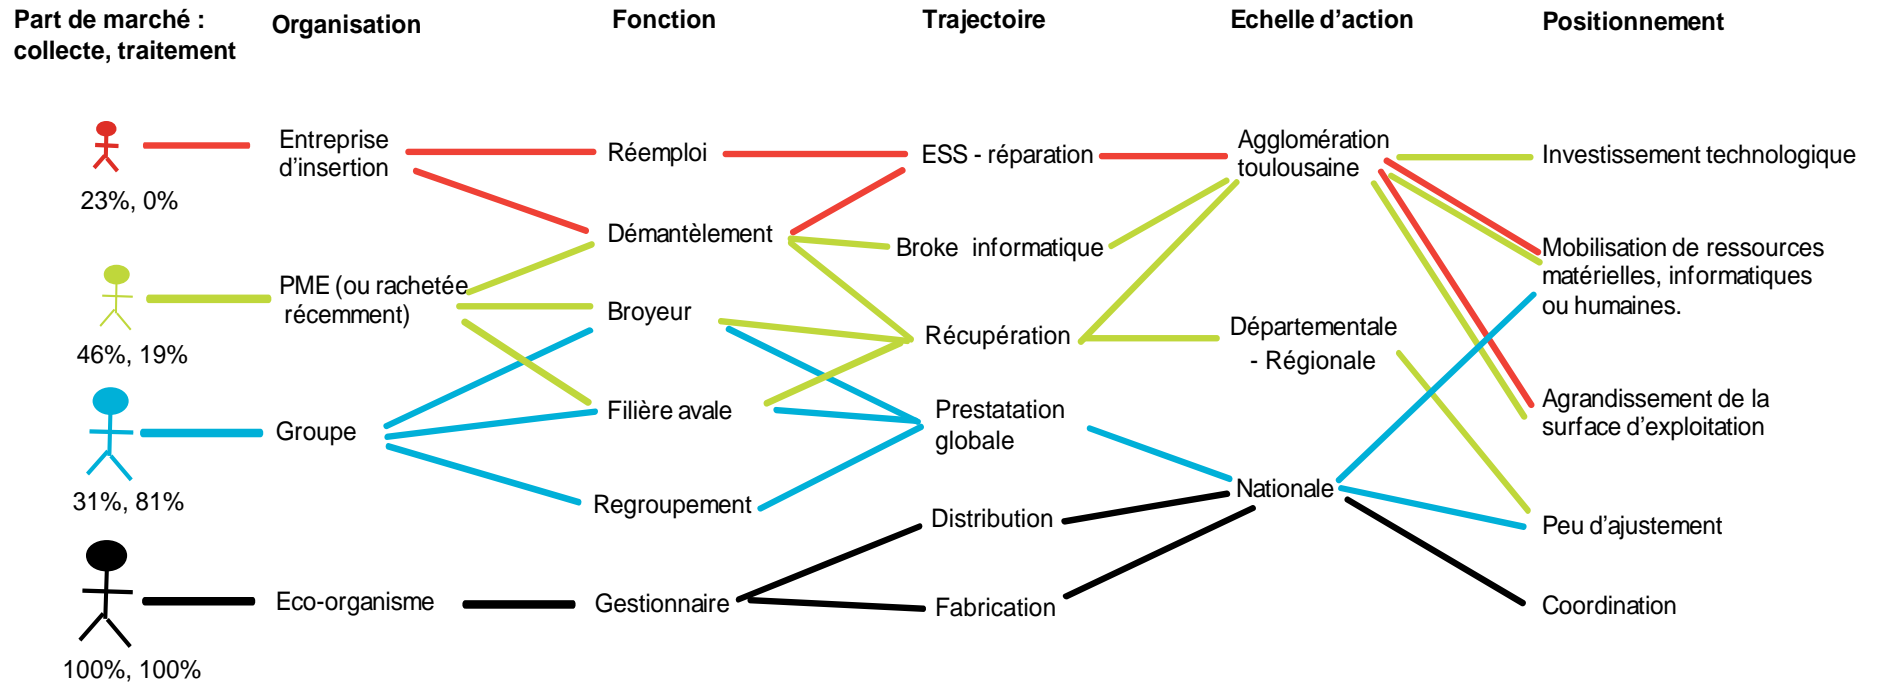 Part de marché :
collecte, traitement
Organisation
Fonction
Trajectoire
Echelle d’action
Positionnement
23%, 0%
Entreprise
d’insertion
Réemploi
ESS - réparation
Agglomération
toulousaine
Investissement technologique
Démantèlement
Broke informatique
Mobilisation de ressources
matérielles, informatiques
ou humaines.
46%, 19%
PME (ou rachetée
récemment)
Broyeur
Récupération
Départementale
- Régionale
31%, 81%
Groupe
Filière avale
Prestatation
globale
Agrandissement de la
surface d’exploitation
Regroupement
Distribution
Nationale
Peu d’ajustement
100%, 100%
Eco-organisme
Gestionnaire
Fabrication
Coordination